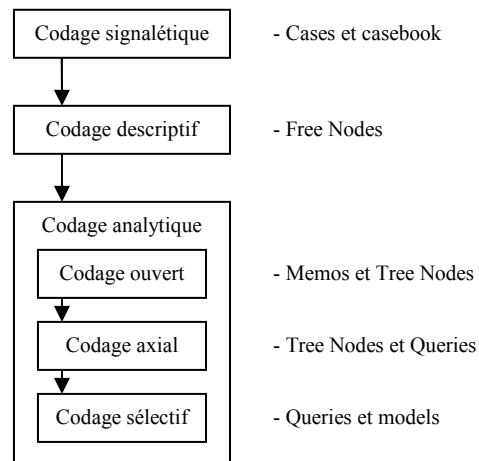 Codage signalétique - Cases et casebook
Codage descriptif - Free Nodes
Codage analytique
Codage ouvert - Memos et Tree Nodes
Codage axial - Tree Nodes et Queries
Codage sélectif - Queries et models